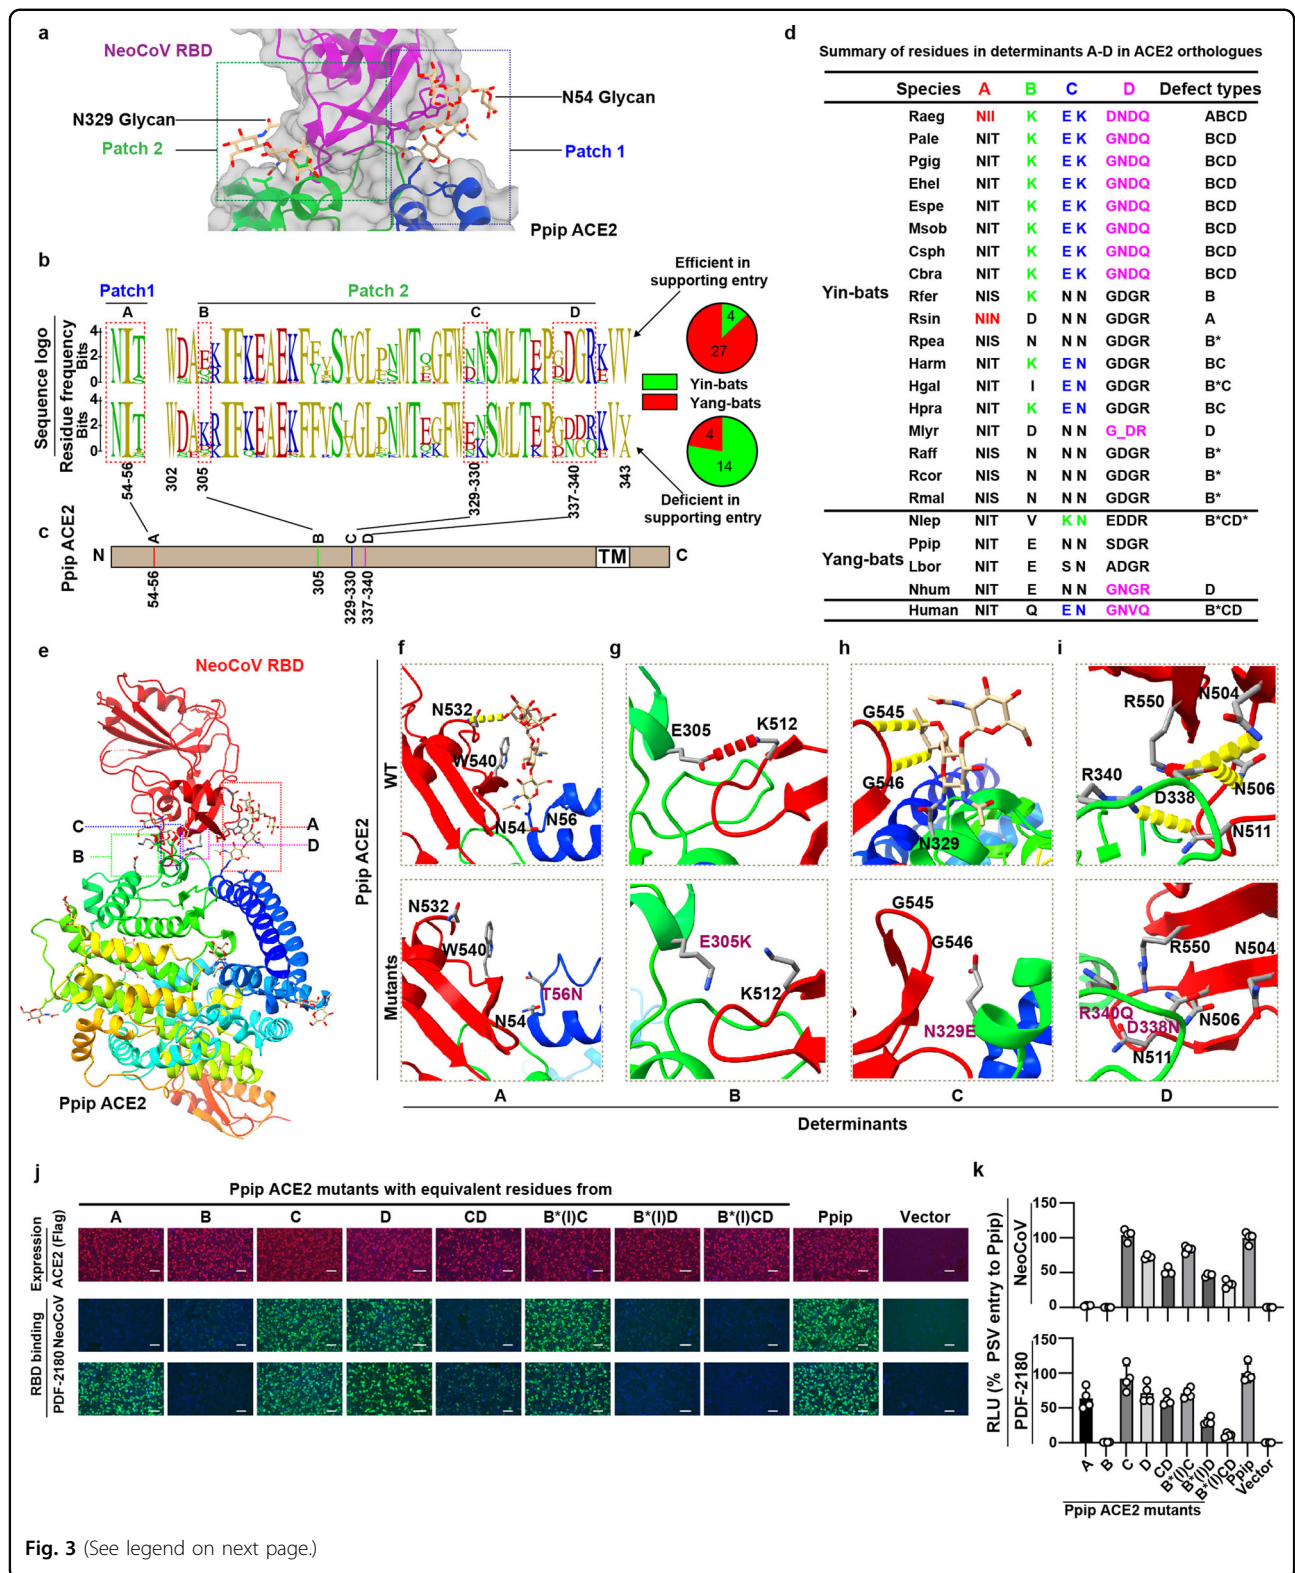 a
NeoCoV RBD
N329 Glycan
Patch 2
N54 Glycan
Patch 1
Ppip ACE2
b
Patch1
Patch 2
A
B
C
D
Sequence logo
Residue frequency
Bits
4
2
0
Bits
4
2
0
54-56
302
305
329-330
337-340
343
Efficient in
supporting entry
4
27
Yin-bats
Yang-bats
4
14
Deficient in
supporting entry
c
Ppip ACE2
N
A
B
C
D
TM
C
54-56
305
329-330
337-340
d
Summary of residues in determinants A-D in ACE2 orthologues
Species A B C D Defect types
Yin-bats
Raeg NII K E K DNDQ ABCD
Pale NIT K E K GNDQ BCD
Pgig NIT K E K GNDQ BCD
Ehel NIT K E K GNDQ BCD
Espe NIT K E K GNDQ BCD
Msob NIT K E K GNDQ BCD
Csph NIT K E K GNDQ BCD
Cbra NIT K E K GNDQ BCD
Rfer NIS K N N GDGR B
Rsin NIN D N N GDGR A
Rpea NIS N N N GDGR B*
Harm NIT K E N GDGR BC
Hgal NIT I E N GDGR B*C
Hpra NIT K E N GDGR BC
Mlyr NIT D N N G_DR D
Raff NIS N N N GDGR B*
Rcor NIS N N N GDGR B*
Rmal NIS N N N GDGR B*
Yang-bats
Nlep NIT V K N EDDR B*CD*
Ppip NIT E N N SDGR
Lbor NIT E S N ADGR
Nhum NIT E N N GNGR D
Human NIT Q E N GNVQ B*CD
e
NeoCoV RBD
C
B
A
D
Ppip ACE2
Ppip ACE2
WT
Mutants
f
N532
W540
N54
N56
g
E305
K512
h
G545
G546
N329
i
R550
N504
R340
D338
N506
N511
N532
W540
T56N
N54
E305K
K512
G545
G546
N329E
R550
N504
R340Q
D338N
N506
N511
A
B
C
D
Determinants
j
Ppip ACE2 mutants with equivalent residues from
A B C D CD B*(I)C B*(I)D B*(I)CD Ppip Vector
Expression
ACE2 (Flag)
RBD binding
NeoCoV
PDF-2180
k
RLU (% PSV entry to Ppip)
NeoCoV
150
100
50
0
PDF-2180
150
100
50
0
A
B
C
D
CD
B*(I)C
B*(I)D
B*(I)CD
Ppip
Vector
Ppip ACE2 mutants
Fig. 3 (See legend on next page.)